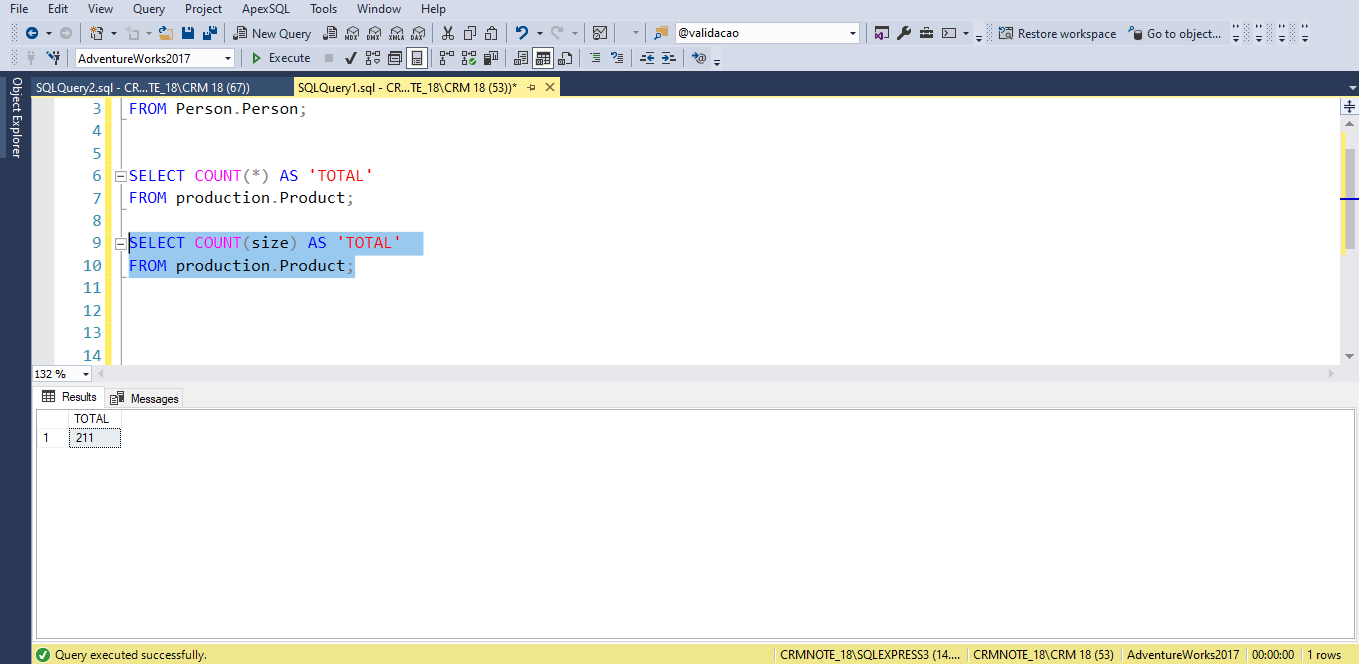 File Edit View Query Project ApexSQL Tools Window Help
New Query MDX DMX XMLA DAX @validacao Restore workspace Go to object...
AdventureWorks2017 Execute
Object Explorer
SQLQuery2.sql - CR...TE_18\CRM 18 (67)) SQLQuery1.sql - CR...TE_18\CRM 18 (53))*
3 FROM Person.Person;
4
5
6 SELECT COUNT(*) AS 'TOTAL'
7 FROM production.Product;
8
9 SELECT COUNT(size) AS 'TOTAL'
10 FROM production.Product;
11
12
13
14
132 %
Results Messages
TOTAL
1 211
Query executed successfully. CRMNOTE_18\SQLEXPRESS3 (14.... CRMNOTE_18\CRM 18 (53) AdventureWorks2017 00:00:00 1 rows